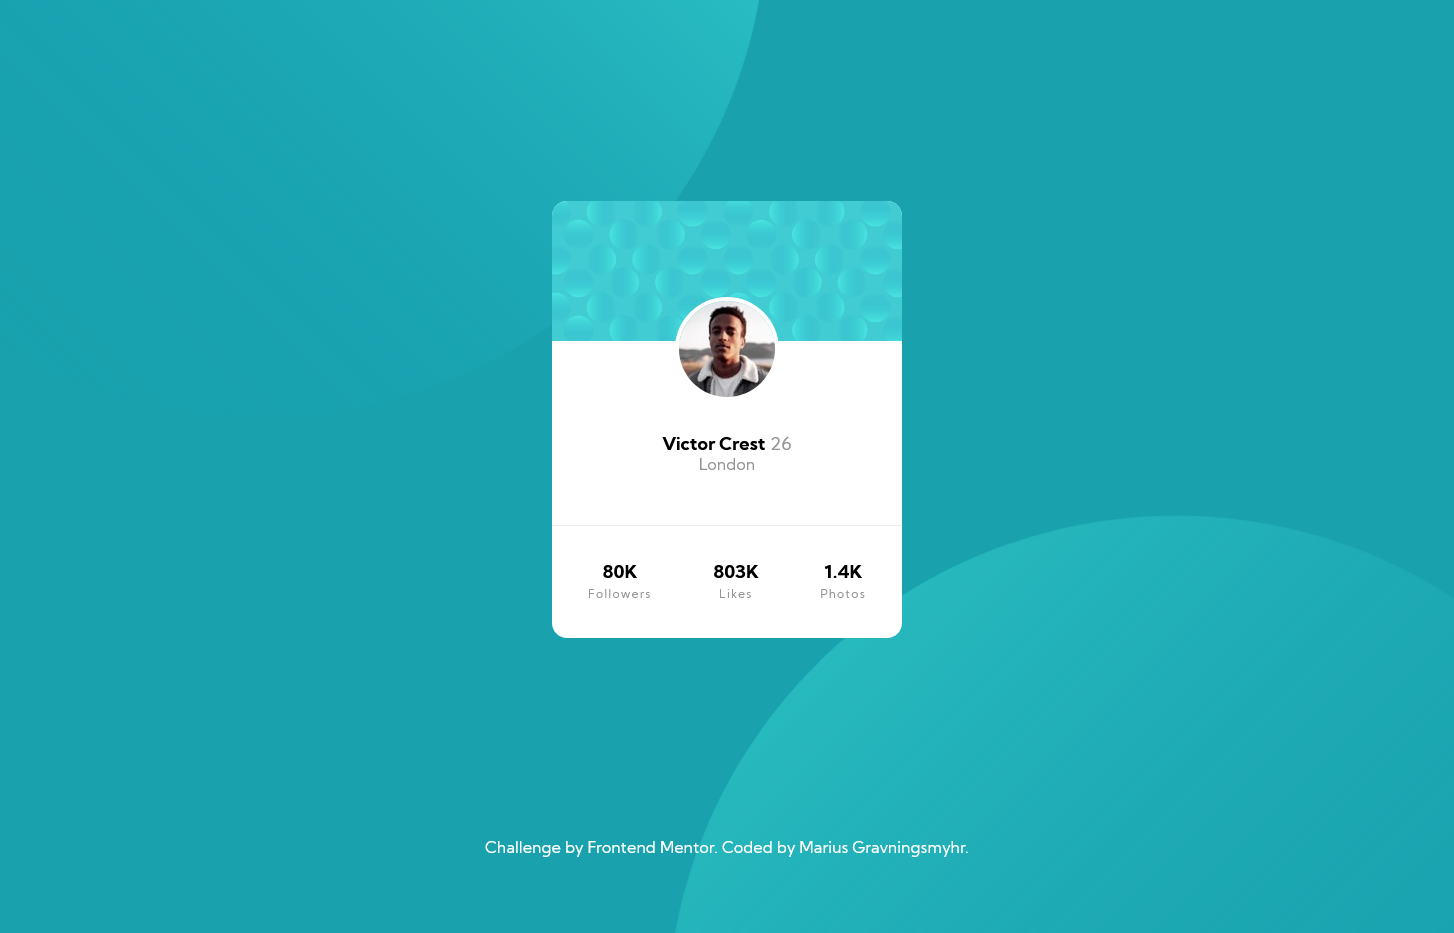 Victor Crest 26
London
80K 803K 1.4K
Followers Likes Photos
Challenge by Frontend Mentor. Coded by Marius Gravningsmyhr.